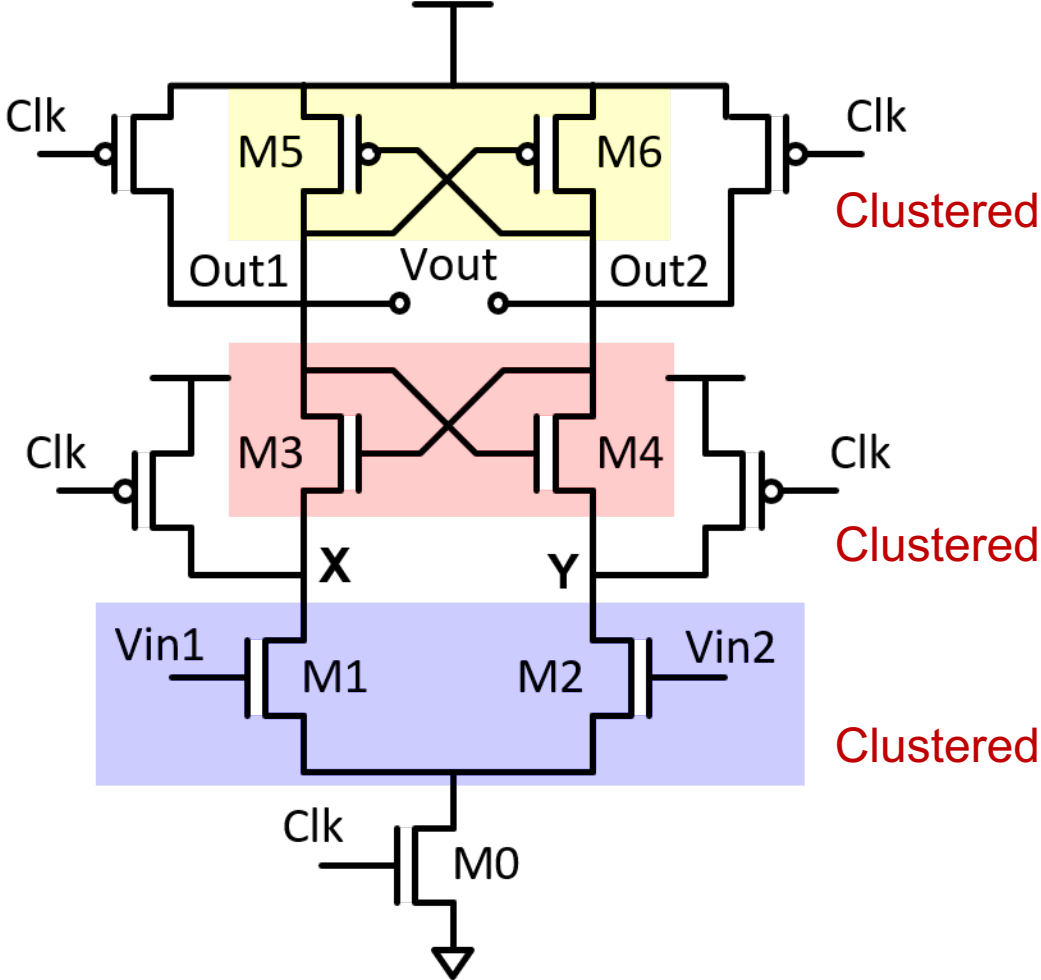 Clk
M5
M6
Clk
Clustered
Out1
Vout
Out2
Clk
M3
M4
Clk
Clustered
X
Y
Vin1
M1
M2
Vin2
Clustered
Clk
M0